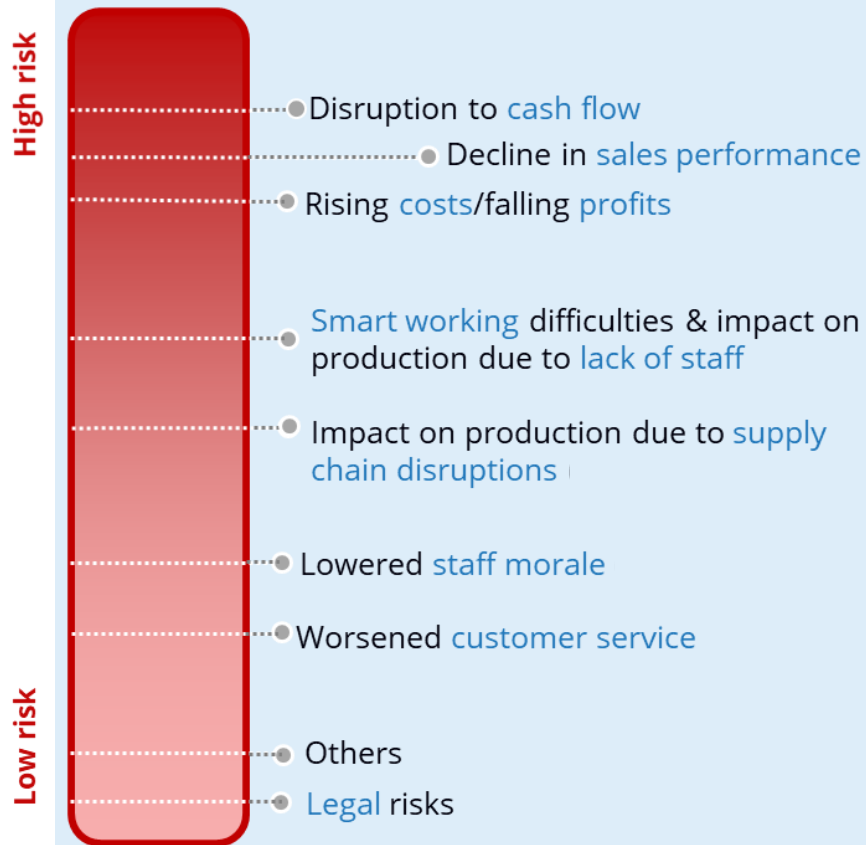 High risk
Disruption to cash flow
Decline in sales performance
Rising costs/falling profits
Smart working difficulties & impact on
production due to lack of staff
Impact on production due to supply
chain disruptions
Lowered staff morale
Worsened customer service
Low risk
Others
Legal risks